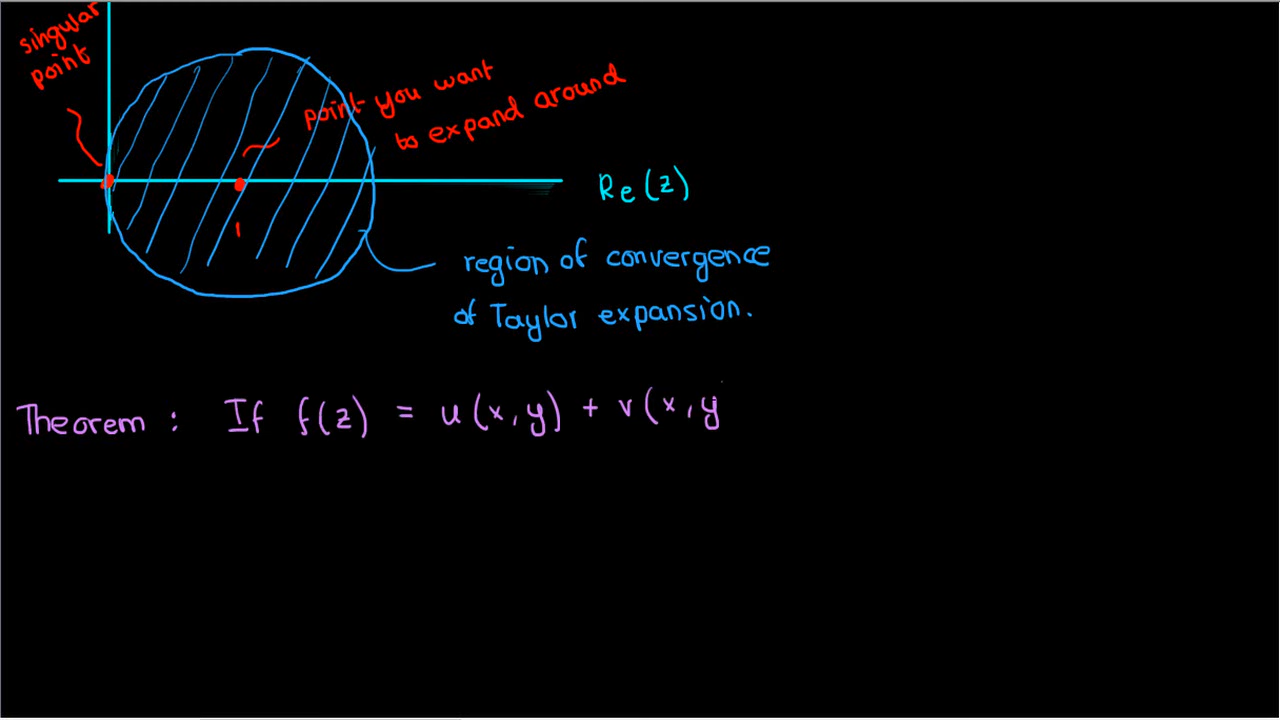 singular
point
point you want
to expand around
Re(z)
1
region of convergence
of Taylor expansion.
Theorem : If f(z) = u(x,y) + v(x,y